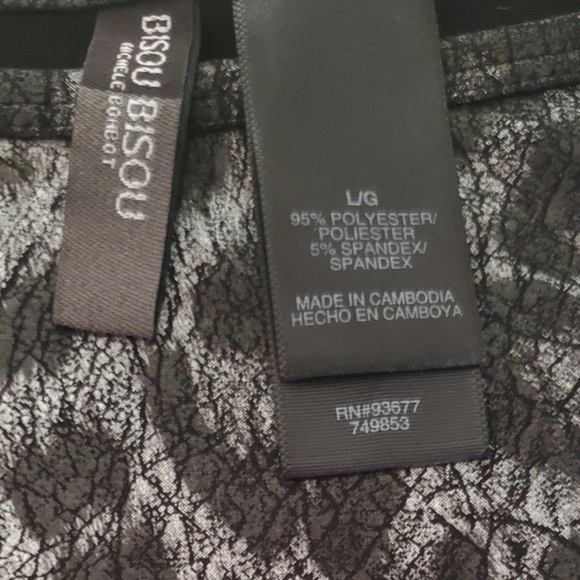 BISOU BISOU
MICHELE BOHBOT
L/G
95% POLYESTER/
POLIESTER
5% SPANDEX/
SPANDEX
MADE IN CAMBODIA
HECHO EN CAMBOYA
RN#93677
749853